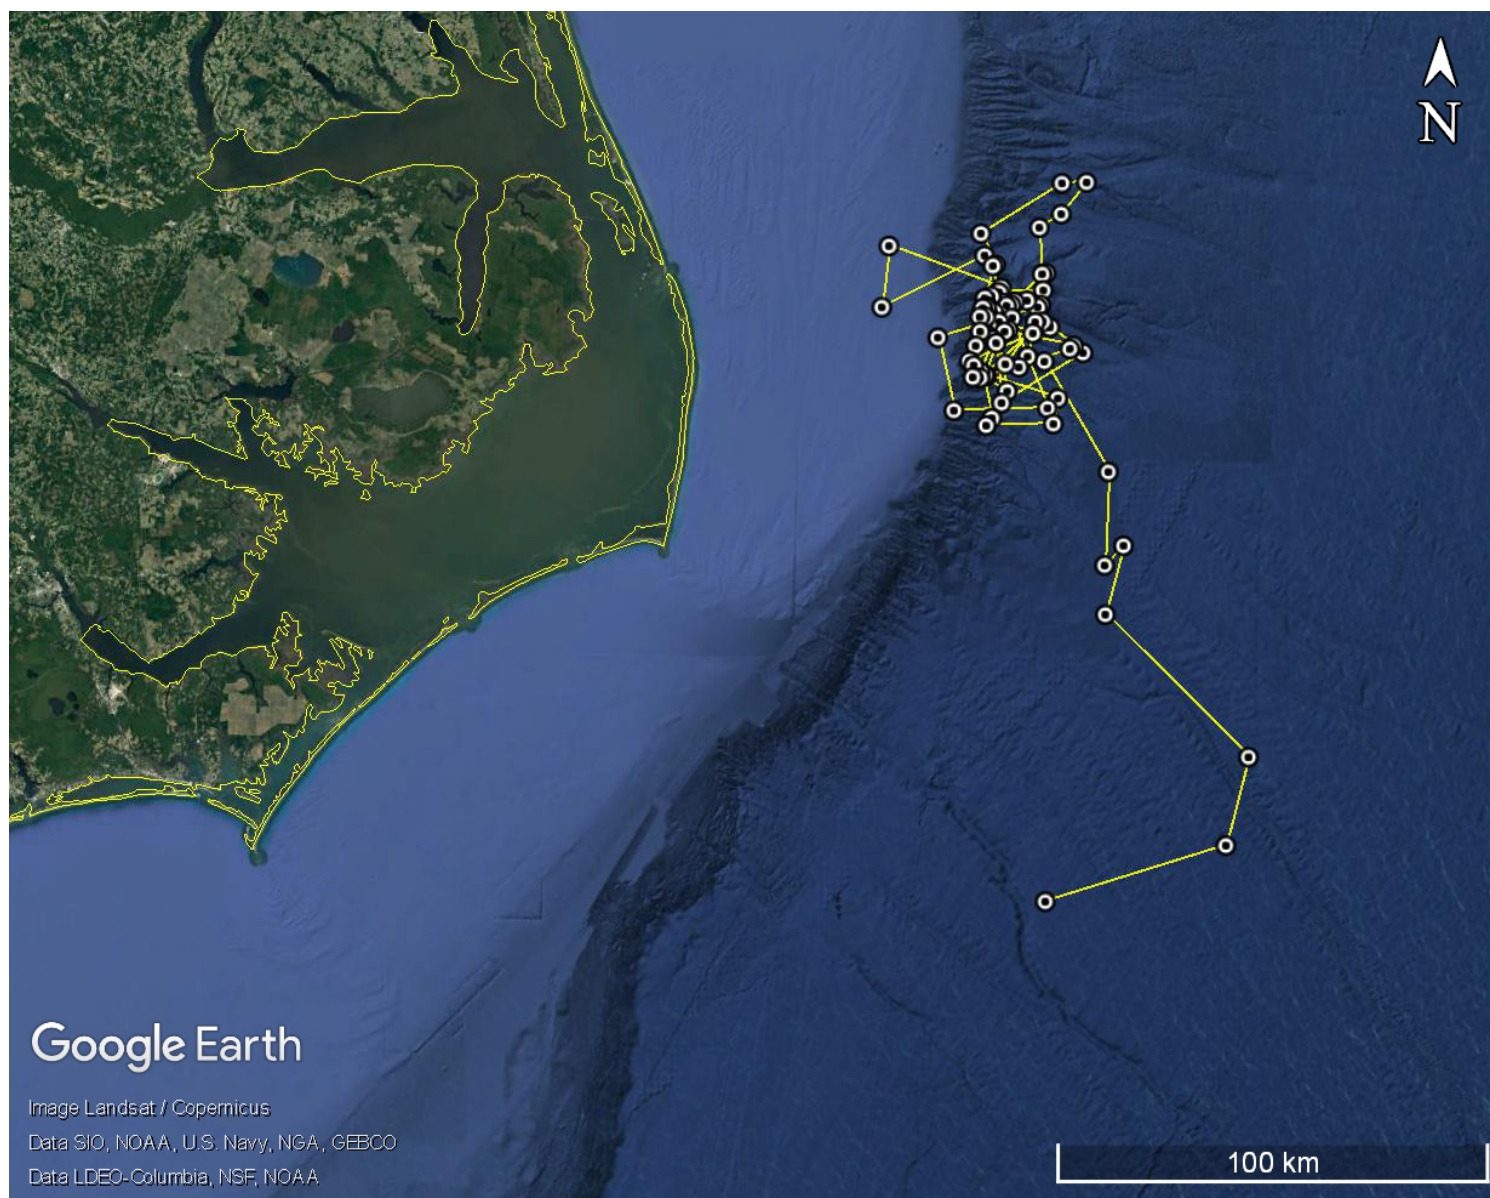 N
Google Earth
Image Landsat / Copernicus
Data SIO, NOAA, U.S. Navy, NGA, GEBCO
Data LDEO-Columbia, NSF, NOAA
100 km